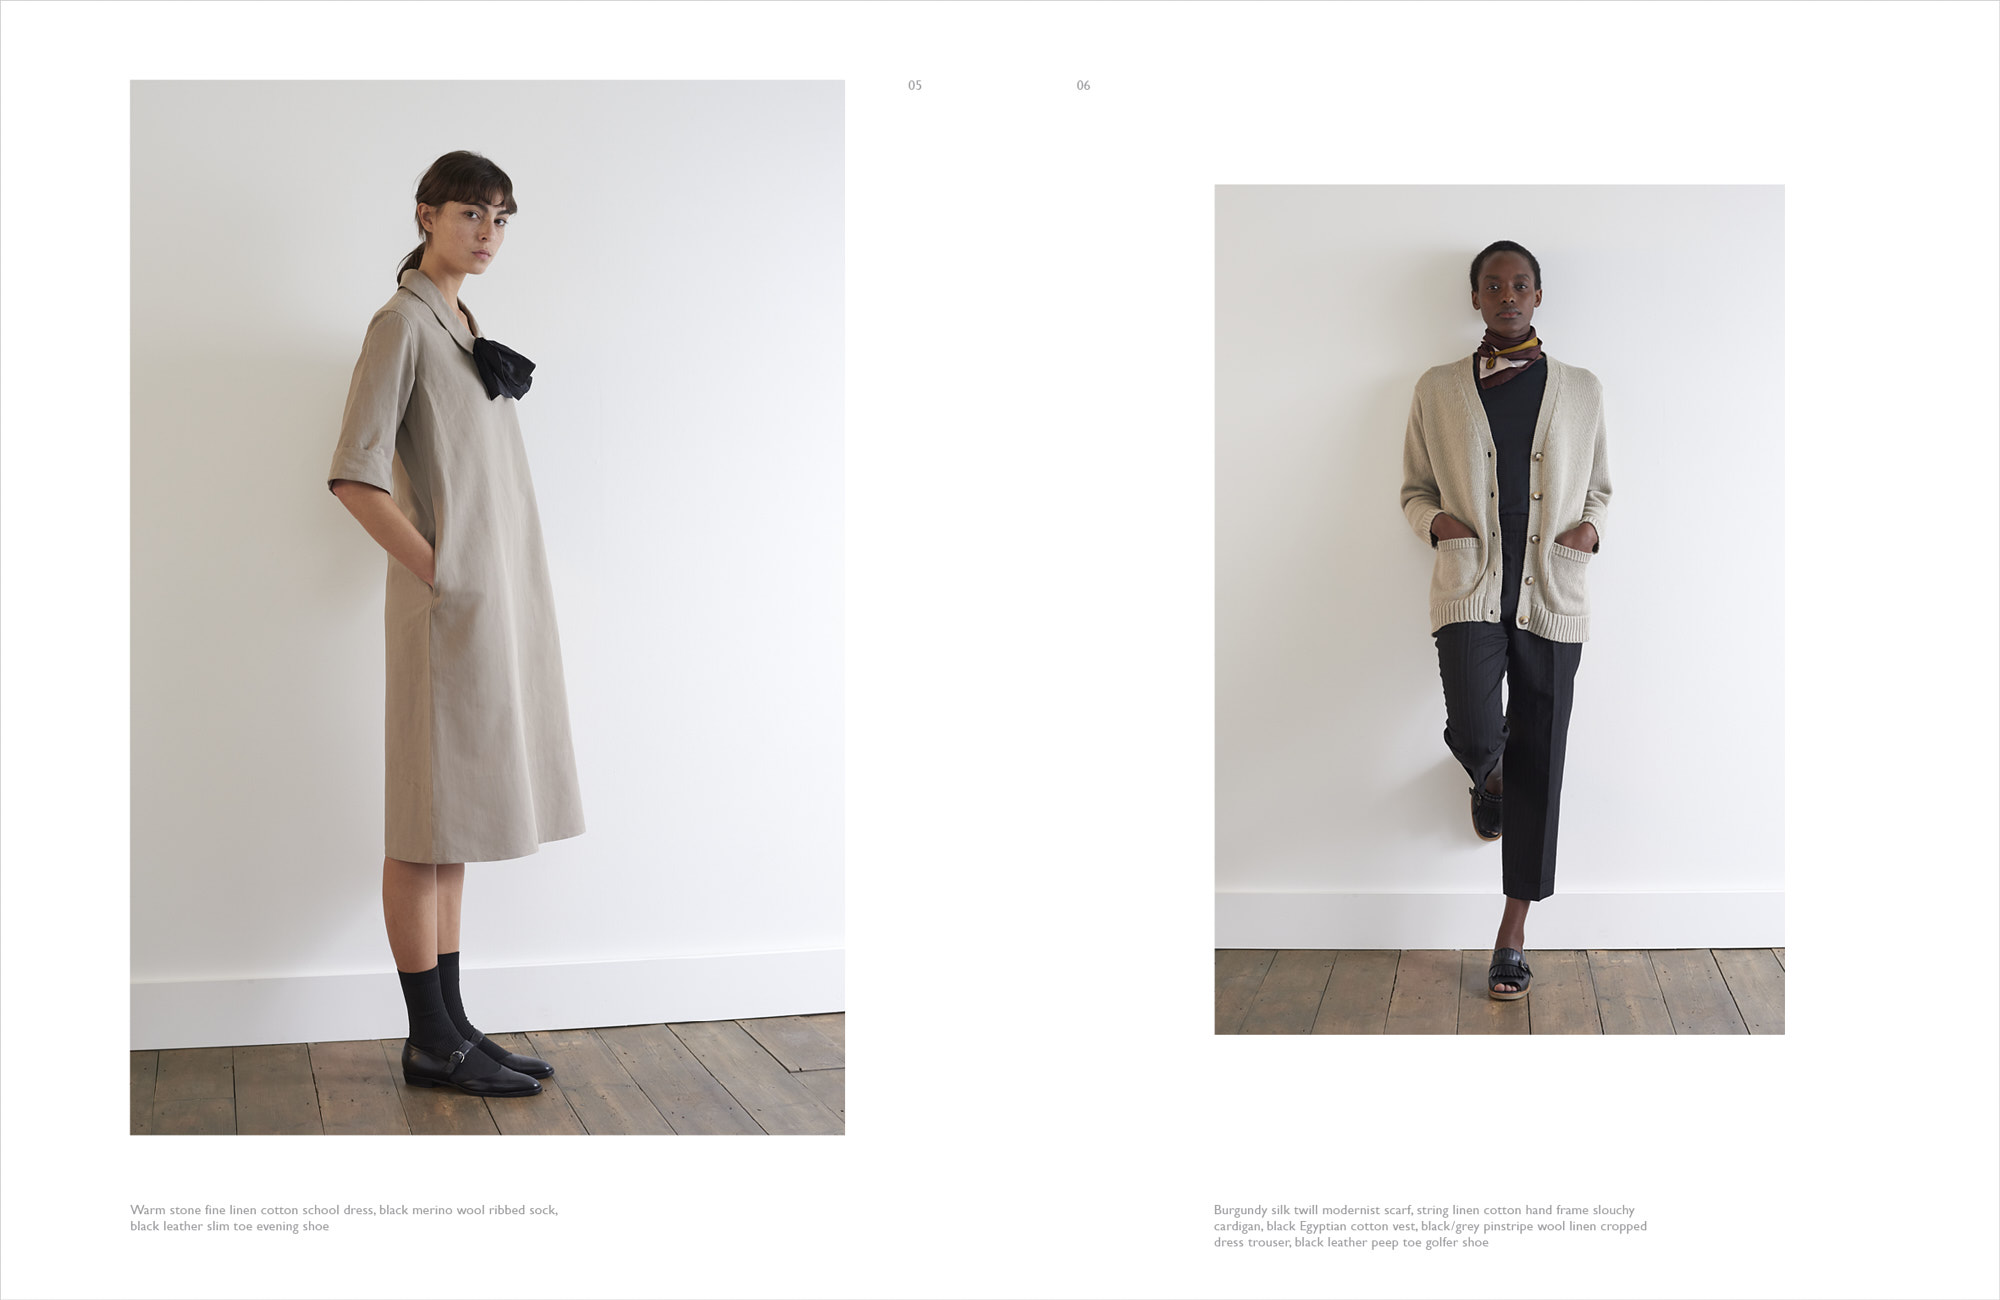 05
06
Warm stone fine linen cotton school dress, black merino wool ribbed sock,
black leather slim toe evening shoe
Burgundy silk twill modernist scarf, string linen cotton hand frame slouchy
cardigan, black Egyptian cotton vest, black/grey pinstripe wool linen cropped
dress trouser, black leather peep toe golfer shoe